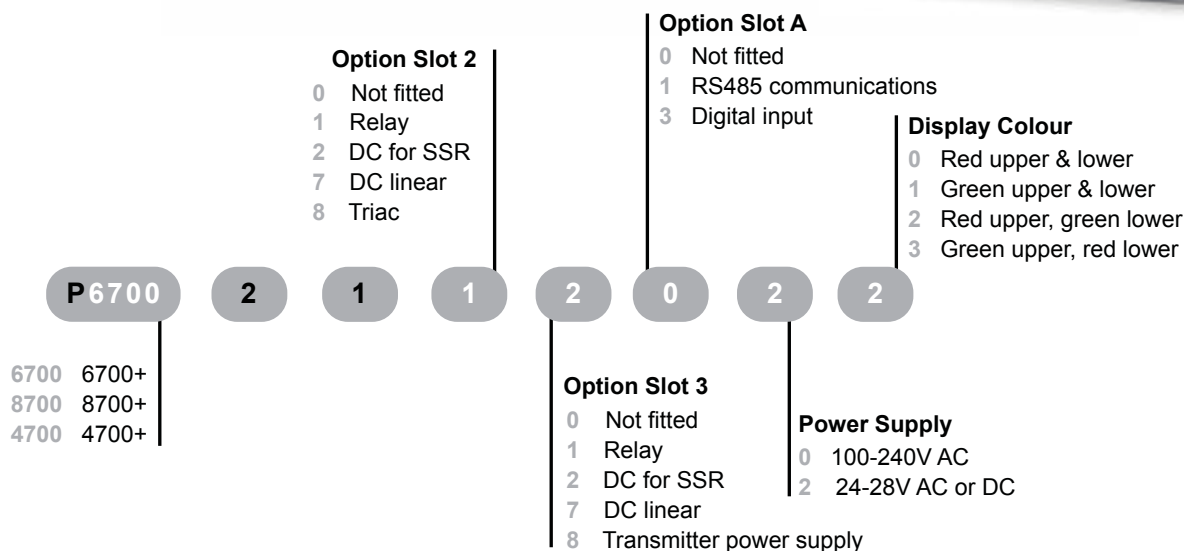 Option Slot A
0 Not fitted
1 RS485 communications
3 Digital input
Option Slot 2
0 Not fitted
1 Relay
2 DC for SSR
7 DC linear
8 Triac
Display Colour
0 Red upper & lower
1 Green upper & lower
2 Red upper, green lower
3 Green upper, red lower
P6700 2 1 1 2 0 2 2
6700 6700+
8700 8700+
4700 4700+
Option Slot 3
0 Not fitted
1 Relay
2 DC for SSR
7 DC linear
8 Transmitter power supply
Power Supply
0 100-240V AC
2 24-28V AC or DC